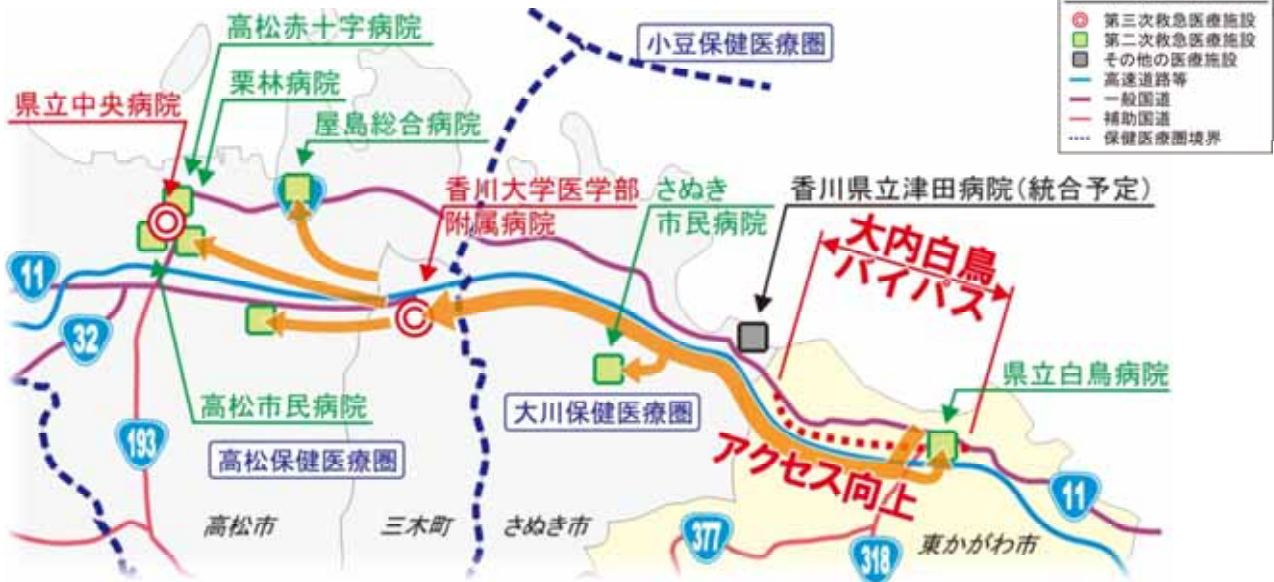 高松赤十字病院
栗林病院
県立中央病院
屋島総合病院
小豆保健医療圏
第三次救急医療施設
第二次救急医療施設
その他の医療施設
高速道路等
一般国道
補助国道
保健医療圏境界
香川大学医学部
附属病院
さぬき
市民病院
香川県立津田病院(統合予定)
大内白鳥
バイパス
11
32
県立白鳥病院
高松市民病院
大川保健医療圏
193
高松保健医療圏
アクセス向上
11
高松市
三木町
さぬき市
377
318
東かがわ市